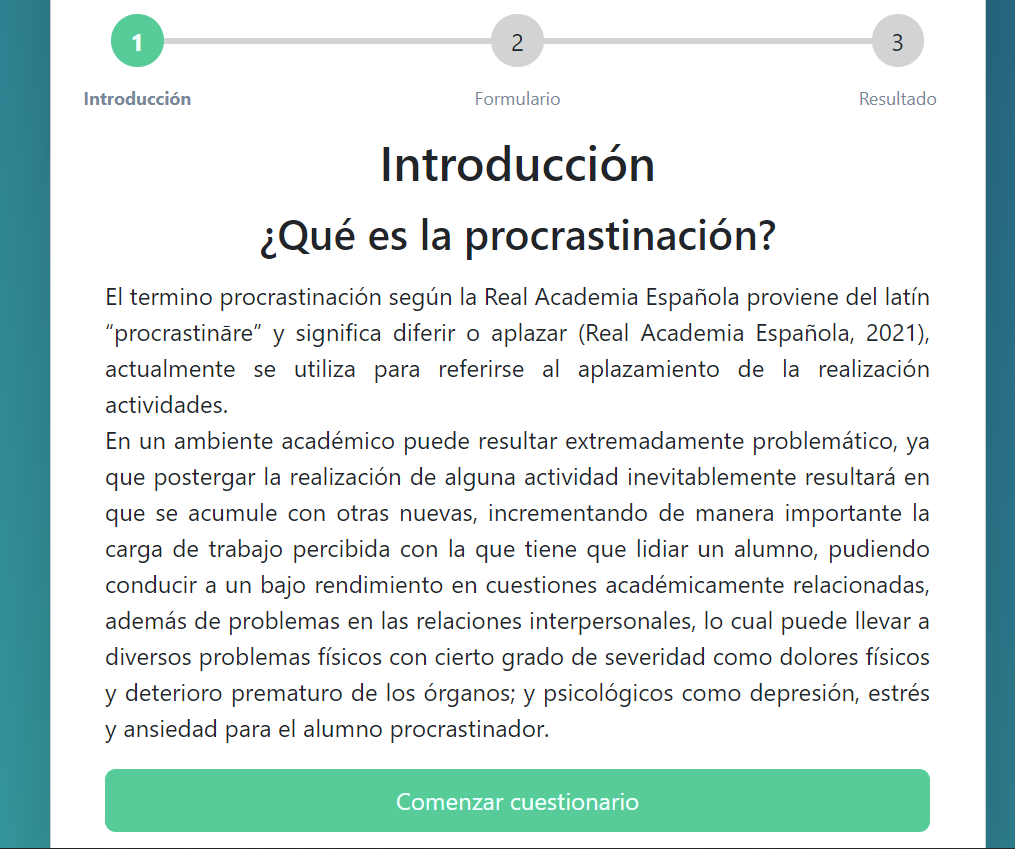 1
2
3
Introducción
Formulario
Resultado
Introducción
¿Qué es la procrastinación?
El termino procrastinación según la Real Academia Española proviene del latín
“procrastināre” y significa diferir o aplazar (Real Academia Española, 2021),
actualmente se utiliza para referirse al aplazamiento de la realización
actividades.
En un ambiente académico puede resultar extremadamente problemático, ya
que postergar la realización de alguna actividad inevitablemente resultará en
que se acumule con otras nuevas, incrementando de manera importante la
carga de trabajo percibida con la que tiene que lidiar un alumno, pudiendo
conducir a un bajo rendimiento en cuestiones académicamente relacionadas,
además de problemas en las relaciones interpersonales, lo cual puede llevar a
diversos problemas físicos con cierto grado de severidad como dolores físicos
y deterioro prematuro de los órganos; y psicológicos como depresión, estrés
y ansiedad para el alumno procrastinador.
Comenzar cuestionario